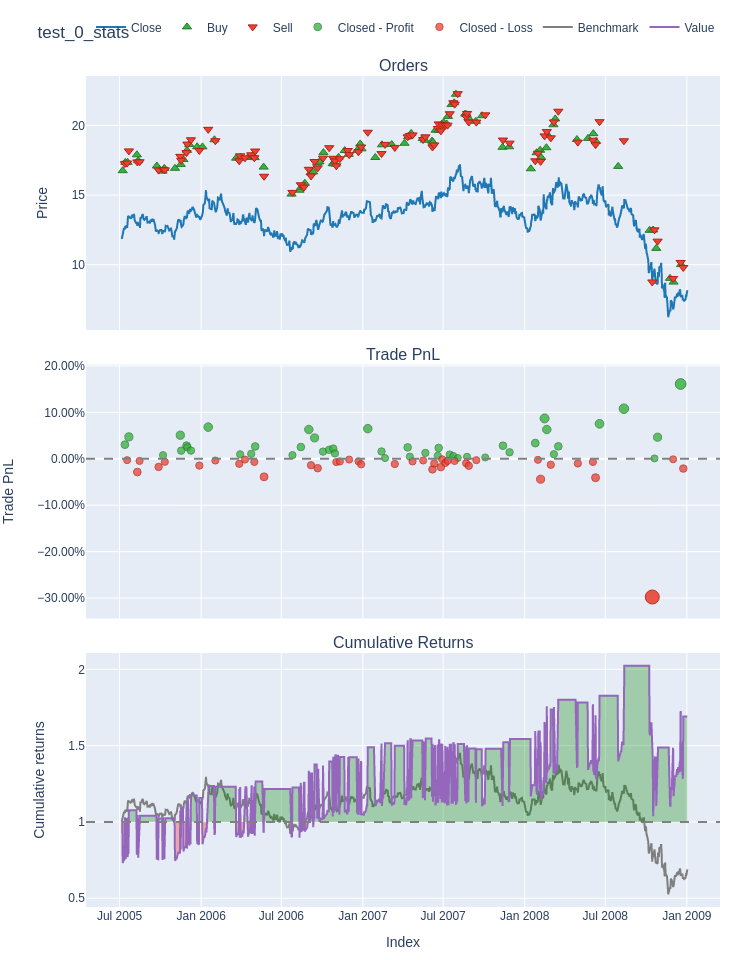 test_0_stats
Close Buy Sell Closed - Profit Closed - Loss Benchmark Value
Orders
20
15
10
Price
Trade PnL
20.00%
10.00%
0.00%
−10.00%
−20.00%
−30.00%
Trade PnL
Cumulative Returns
2
1.5
1
0.5
Cumulative returns
Jul 2005 Jan 2006 Jul 2006 Jan 2007 Jul 2007 Jan 2008 Jul 2008 Jan 2009
Index